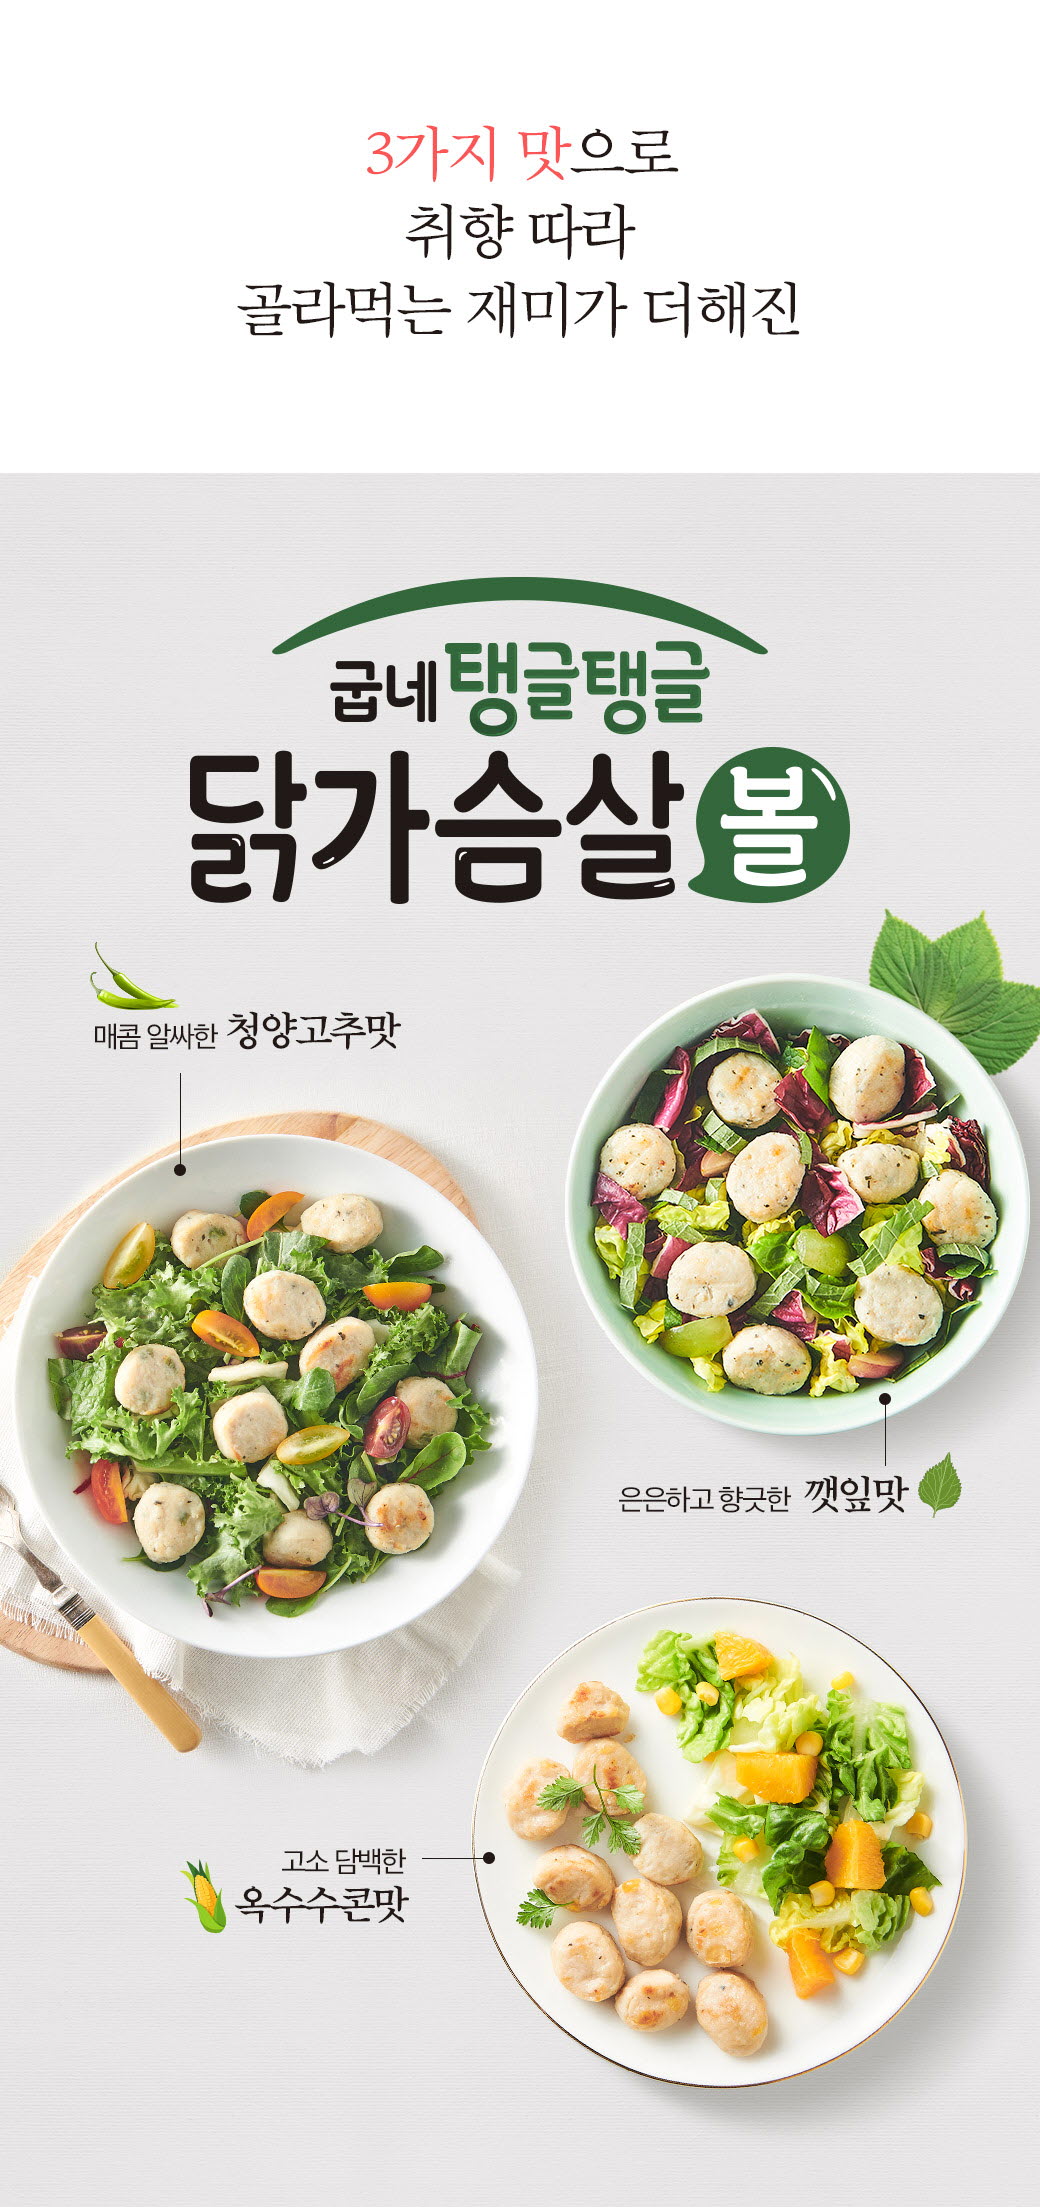 3가지 맛으로
취향 따라
골라먹는 재미가 더해진
굽네 탱글탱글
닭가슴살 볼
매콤 알싸한 청양고추맛
은은하고 향긋한 깻잎맛
고소 담백한
옥수수콘맛